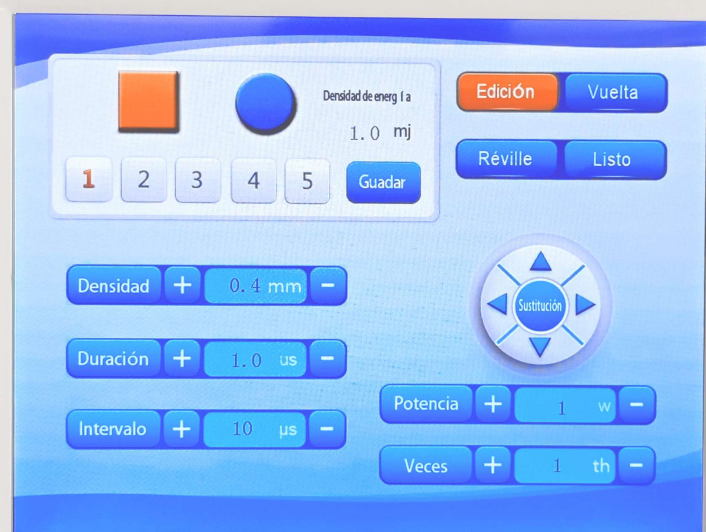 Densidad de energía
1.0 mj
1 2 3 4 5 Guadar
Edición Vuelta
Réville Listo
Densidad + 0.4 mm -
Duración + 1.0 us -
Intervalo + 10 μs -
Sustitución
Potencia + 1 w -
Veces + 1 th -